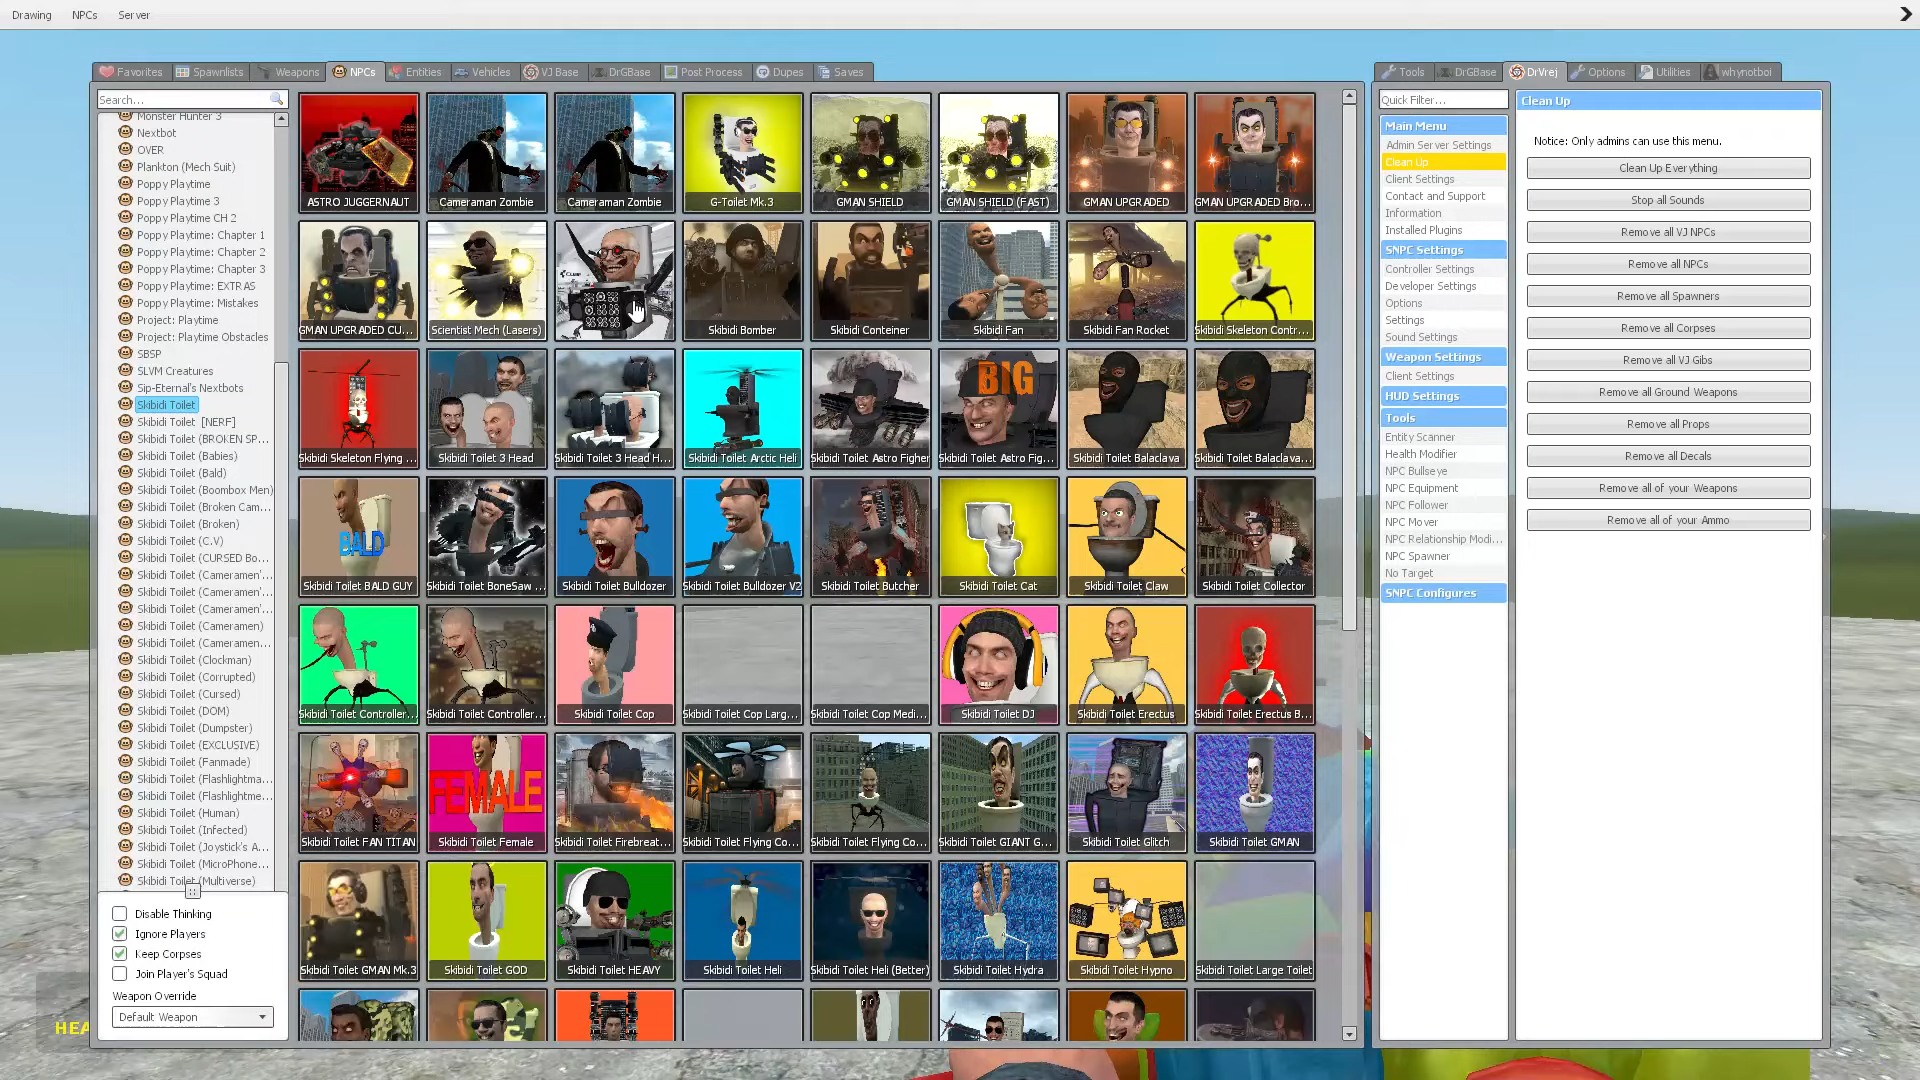 Drawing NPCs Server
Favorites Spawnlists Weapons NPCs Entities Vehicles VJ Base DrGBase Post Process Dupes Saves
Search...
Monster Hunter 3
Nextbot
OVER
Plankton (Mech Suit)
Poppy Playtime
Poppy Playtime 3
Poppy Playtime CH 2
Poppy Playtime: Chapter 1
Poppy Playtime: Chapter 2
Poppy Playtime: Chapter 3
Poppy Playtime: EXTRAS
Poppy Playtime: Mistakes
Project: Playtime
Project: Playtime Obstacles
SBSP
SLVM Creatures
Sip-Eternal's Nextbots
Skibidi Toilet
Skibidi Toilet [NERF]
Skibidi Toilet (BROKEN SP...
Skibidi Toilet (Babies)
Skibidi Toilet (Bald)
Skibidi Toilet (Boombox Men)
Skibidi Toilet (Broken Cam...
Skibidi Toilet (Broken)
Skibidi Toilet (C.V)
Skibidi Toilet (CURSED Bo...
Skibidi Toilet (Cameramen'...
Skibidi Toilet (Cameramen'...
Skibidi Toilet (Cameramen'...
Skibidi Toilet (Cameramen)
Skibidi Toilet (Cameramen...
Skibidi Toilet (Clockman)
Skibidi Toilet (Corrupted)
Skibidi Toilet (Cursed)
Skibidi Toilet (DOM)
Skibidi Toilet (Dumpster)
Skibidi Toilet (EXCLUSIVE)
Skibidi Toilet (Fanmade)
Skibidi Toilet (Flashlightma...
Skibidi Toilet (Flashlightme...
Skibidi Toilet (Human)
Skibidi Toilet (Infected)
Skibidi Toilet (Joystick's A...
Skibidi Toilet (MicroPhone...
Skibidi Toilet (Multiverse)
Disable Thinking
Ignore Players
Keep Corpses
Join Player's Squad
Weapon Override
Default Weapon
HEA
ASTRO JUGGERNAUT Cameraman Zombie Cameraman Zombie G-Toilet Mk.3 GMAN SHIELD GMAN SHIELD (FAST) GMAN UPGRADED GMAN UPGRADED Bro...
GMAN UPGRADED CU... Scientist Mech (Lasers) Skibidi Bomber Skibidi Conteiner Skibidi Fan Skibidi Fan Rocket Skibidi Skeleton Contr...
BIG
Skibidi Skeleton Flying ... Skibidi Toilet 3 Head Skibidi Toilet 3 Head H... Skibidi Toilet Arctic Heli Skibidi Toilet Astro Figher Skibidi Toilet Astro Fig... Skibidi Toilet Balaclava Skibidi Toilet Balaclava...
BALD
Skibidi Toilet BALD GUY Skibidi Toilet BoneSaw ... Skibidi Toilet Bulldozer Skibidi Toilet Bulldozer V2 Skibidi Toilet Butcher Skibidi Toilet Cat Skibidi Toilet Claw Skibidi Toilet Collector
Skibidi Toilet Controller... Skibidi Toilet Controller... Skibidi Toilet Cop Skibidi Toilet Cop Larg... Skibidi Toilet Cop Medi... Skibidi Toilet DJ Skibidi Toilet Erectus Skibidi Toilet Erectus B...
FEMALE
Skibidi Toilet FAN TITAN Skibidi Toilet Female Skibidi Toilet Firebreat... Skibidi Toilet Flying Co... Skibidi Toilet Flying Co... Skibidi Toilet GIANT G... Skibidi Toilet Glitch Skibidi Toilet GMAN
Skibidi Toilet GMAN Mk.3 Skibidi Toilet GOD Skibidi Toilet HEAVY Skibidi Toilet Heli Skibidi Toilet Heli (Better) Skibidi Toilet Hydra Skibidi Toilet Hypno Skibidi Toilet Large Toilet
Tools DrGBase DrVrej Options Utilities whynotboi
Quick Filter...
Main Menu
Admin Server Settings
Clean Up
Client Settings
Contact and Support
Information
Installed Plugins
SNPC Settings
Controller Settings
Developer Settings
Options
Settings
Sound Settings
Weapon Settings
Client Settings
HUD Settings
Tools
Entity Scanner
Health Modifier
NPC Bullseye
NPC Equipment
NPC Follower
NPC Mover
NPC Relationship Modi...
NPC Spawner
No Target
SNPC Configures
Clean Up
Notice: Only admins can use this menu.
Clean Up Everything
Stop all Sounds
Remove all VJ NPCs
Remove all NPCs
Remove all Spawners
Remove all Corpses
Remove all VJ Gibs
Remove all Ground Weapons
Remove all Props
Remove all Decals
Remove all of your Weapons
Remove all of your Ammo